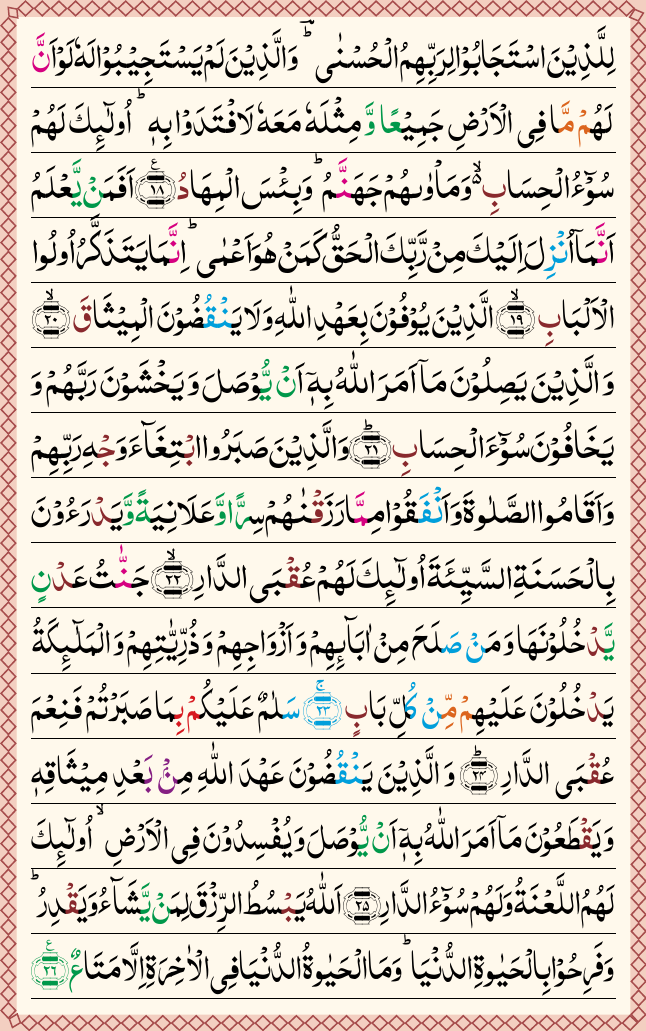 لِلَّذِيۡنَ اسۡتَجَابُوۡا لِرَبِّهِمُ الۡحُسۡنٰى‌ ؔؕ وَالَّذِيۡنَ لَمۡ يَسۡتَجِيۡبُوۡا لَهٗ لَوۡ اَنَّ
لَهُمۡ مَّا فِى الۡاَرۡضِ جَمِيۡعًا وَّمِثۡلَهٗ مَعَهٗ لَافۡتَدَوۡا بِهٖؕ اُولٰۤئِكَ لَهُمۡ
سُوۡۤءُ الۡحِسَابِ ۙ وَمَاۡوٰٮهُمۡ جَهَـنَّمُ‌ؕ وَبِئۡسَ الۡمِهَادُ ﴿۱۸﴾ اَفَمَنۡ يَّعۡلَمُ
اَنَّمَاۤ اُنۡزِلَ اِلَيۡكَ مِنۡ رَّبِّكَ الۡحَـقُّ كَمَنۡ هُوَ اَعۡمٰى‌ؕ اِنَّمَا يَتَذَكَّرُ اُولُوا
الۡاَلۡبَابِۙ‏ ﴿۱۹﴾ الَّذِيۡنَ يُوۡفُوۡنَ بِعَهۡدِ اللّٰهِ وَلَا يَنۡقُضُوۡنَ الۡمِيۡثَاقَۙ‏ ﴿۲۰﴾
وَالَّذِيۡنَ يَصِلُوۡنَ مَاۤ اَمَرَ اللّٰهُ بِهٖۤ اَنۡ يُّوۡصَلَ وَيَخۡشَوۡنَ رَبَّهُمۡ وَ
يَخَافُوۡنَ سُوۡۤءَ الۡحِسَابِؕ‏ ﴿۲۱﴾ وَالَّذِيۡنَ صَبَرُوا ابۡتِغَآءَ وَجۡهِ رَبِّهِمۡ
وَاَقَامُوا الصَّلٰوةَ وَاَنۡفَقُوۡا مِمَّا رَزَقۡنٰهُمۡ سِرًّا وَّعَلَانِيَةً وَّيَدۡرَءُوۡنَ
بِالۡحَسَنَةِ السَّيِّئَةَ اُولٰۤئِكَ لَهُمۡ عُقۡبَى الدَّارِۙ‏ ﴿۲۲﴾ جَنّٰتُ عَدۡنٍ
يَّدۡخُلُوۡنَهَا وَمَنۡ صَلَحَ مِنۡ اٰبَآئِهِمۡ وَاَزۡوَاجِهِمۡ وَذُرِّيّٰتِهِمۡ‌ وَالۡمَلٰٓئِكَةُ
يَدۡخُلُوۡنَ عَلَيۡهِمۡ مِّنۡ كُلِّ بَابٍ‌ۚ‏ ﴿۲۳﴾ سَلٰمٌ عَلَيۡكُمۡ بِمَا صَبَرۡتُمۡ‌ فَنِعۡمَ
عُقۡبَى الدَّارِؕ‏ ﴿۲۴﴾ وَالَّذِيۡنَ يَنۡقُضُوۡنَ عَهۡدَ اللّٰهِ مِنۡۢ بَعۡدِ مِيۡثَاقِهٖ
وَيَقۡطَعُوۡنَ مَاۤ اَمَرَ اللّٰهُ بِهٖۤ اَنۡ يُّوۡصَلَ وَيُفۡسِدُوۡنَ فِى الۡاَرۡضِ‌ۙ اُولٰۤئِكَ
لَهُمُ اللَّعۡنَةُ وَلَهُمۡ سُوۡۤءُ الدَّارِ‏ ﴿۲۵﴾ اَللّٰهُ يَبۡسُطُ الرِّزۡقَ لِمَنۡ يَّشَآءُ وَيَقۡدِرُ‌ؕ
وَفَرِحُوۡا بِالۡحَيٰوةِ الدُّنۡيَاؕ وَمَا الۡحَيٰوةُ الدُّنۡيَا فِى الۡاٰخِرَةِ اِلَّا مَتَاعٌ ﴿۲۶﴾